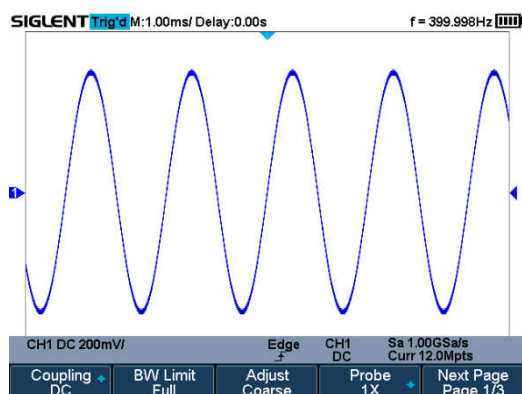 SIGLENT Trig'd M:1.00ms/ Delay:0.00s f = 399.998Hz
1
CH1 DC 200mV/ Edge CH1 Sa 1.00GSa/s
DC Curr 12.0Mpts
Coupling BW Limit Adjust Probe Next Page
DC Full Coarse 1X Page 1/3